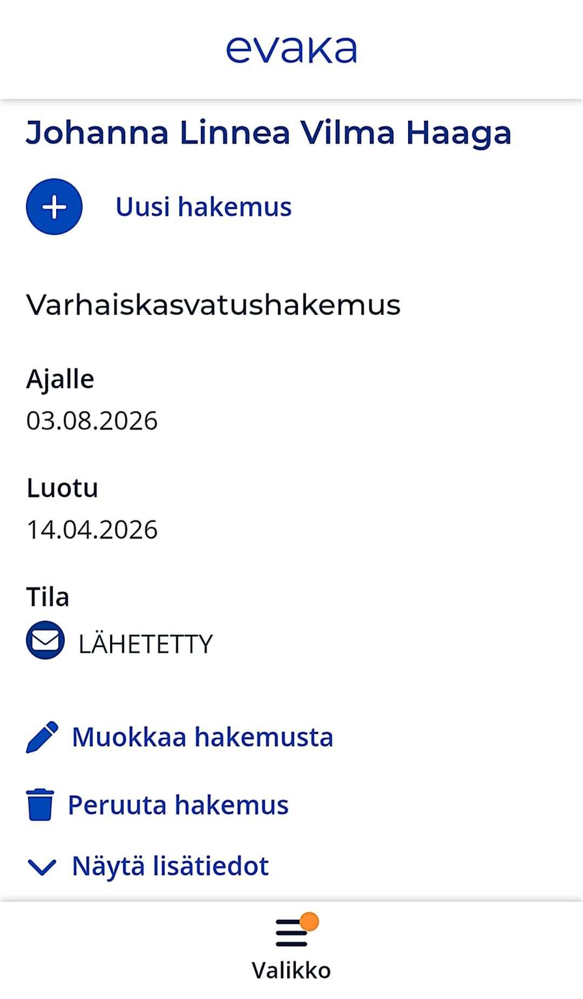 evaka
Johanna Linnea Vilma Haaga
Uusi hakemus
Varhaiskasvatushakemus
Ajalle
03.08.2026
Luotu
14.04.2026
Tila
LÄHETETTY
Muokkaa hakemusta
Peruuta hakemus
Näytä lisätiedot
Valikko